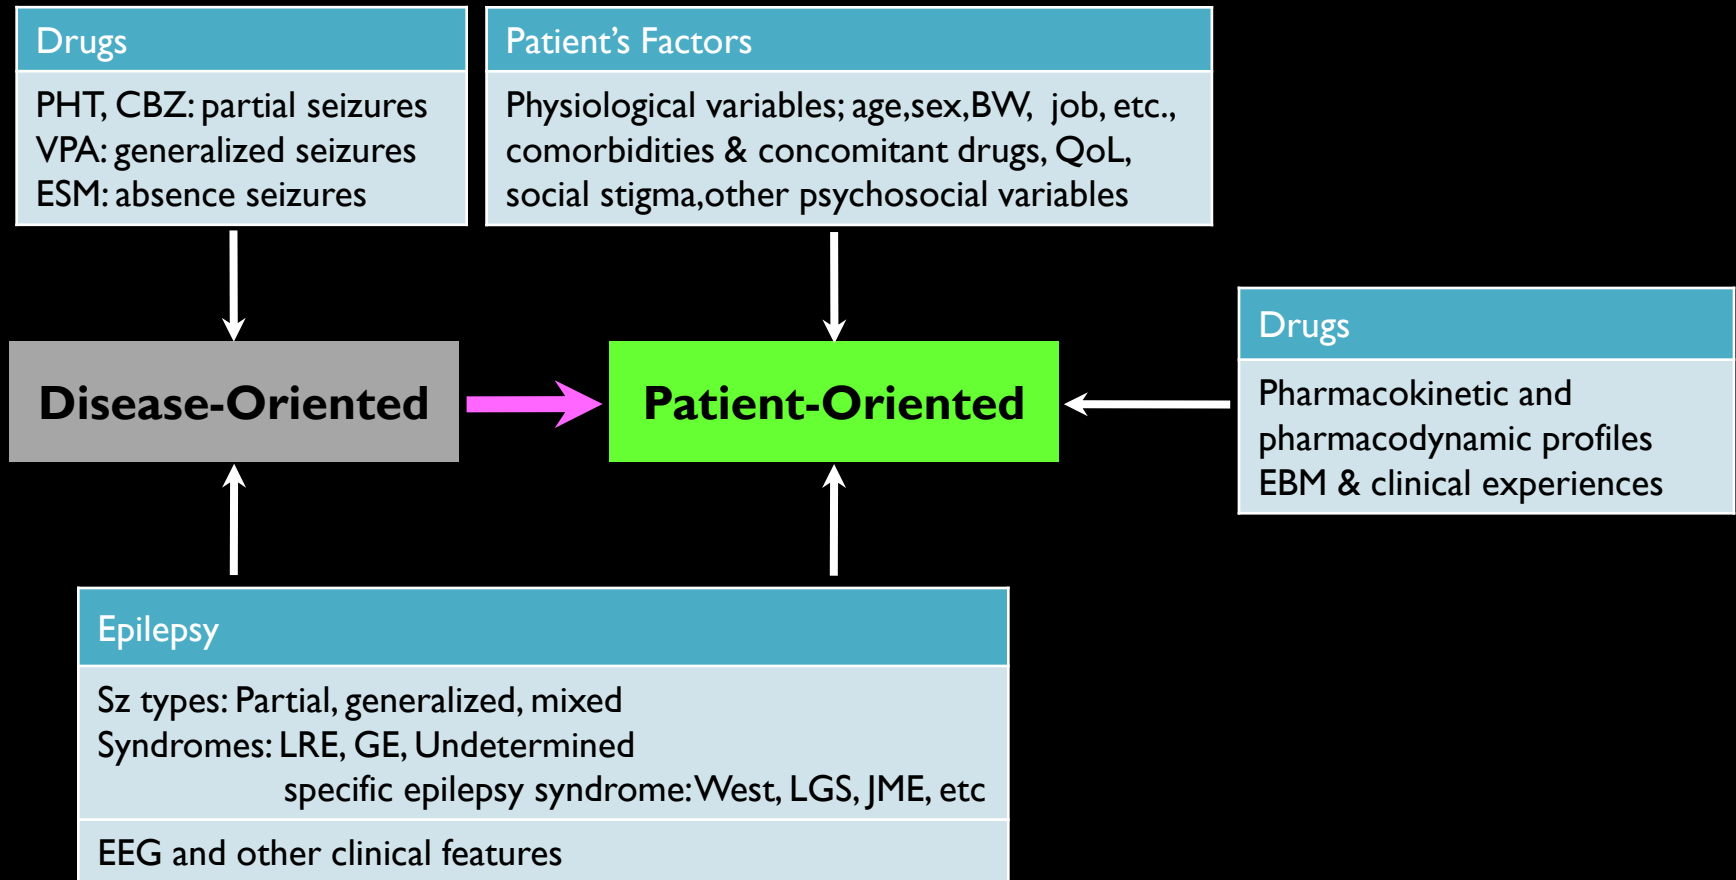 Drugs
PHT, CBZ: partial seizures
VPA: generalized seizures
ESM: absence seizures
Patient’s Factors
Physiological variables; age,sex,BW, job, etc.,
comorbidities & concomitant drugs, QoL,
social stigma,other psychosocial variables
Disease-Oriented
Patient-Oriented
Drugs
Pharmacokinetic and
pharmacodynamic profiles
EBM & clinical experiences
Epilepsy
Sz types: Partial, generalized, mixed
Syndromes: LRE, GE, Undetermined
specific epilepsy syndrome: West, LGS, JME, etc
EEG and other clinical features